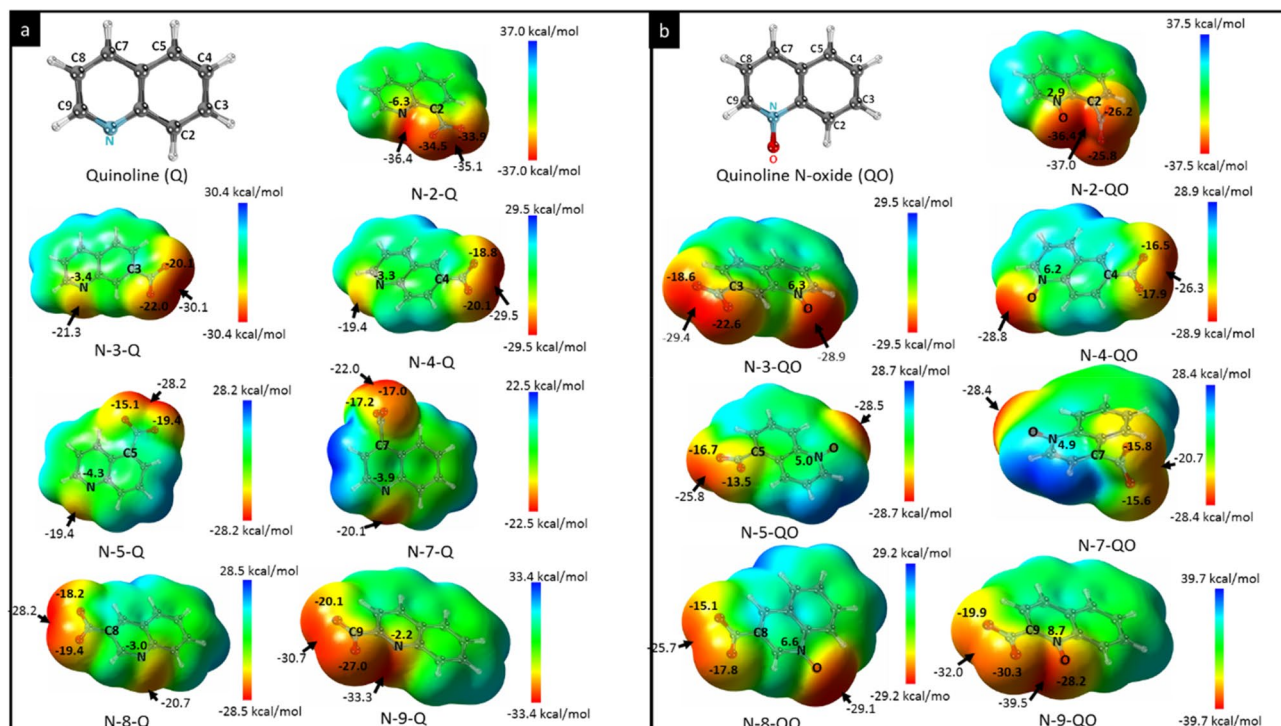 a
C7
C5
C8
C4
C9
C3
N
C2
Quinoline (Q)
37.0 kcal/mol
-6.3
C2
N
-33.9
-34.5
-36.4
-35.1
-37.0 kcal/mol
N-2-Q
30.4 kcal/mol
C3
-20.1
-3.4
N
-22.0
-30.1
-21.3
-30.4 kcal/mol
N-3-Q
29.5 kcal/mol
-18.8
-3.3
C4
N
-20.1
-29.5
-19.4
-29.5 kcal/mol
N-4-Q
-28.2
28.2 kcal/mol
-15.1
-19.4
C5
-4.3
N
-19.4
-28.2 kcal/mol
N-5-Q
-22.0
-17.0
22.5 kcal/mol
-17.2
C7
-3.9
N
-20.1
-22.5 kcal/mol
N-7-Q
28.5 kcal/mol
-18.2
-28.2
C8
-3.0
-19.4
N
-20.7
-28.5 kcal/mol
N-8-Q
33.4 kcal/mol
-20.1
C9
-2.2
N
-30.7
-27.0
-33.3
-33.4 kcal/mol
N-9-Q
b
C7
C5
C8
C4
C9
N
C3
C2
O
Quinoline N-oxide (QO)
37.5 kcal/mol
2.9
C2
N
-26.2
O
-36.4
-37.0
-25.8
-37.5 kcal/mol
N-2-QO
29.5 kcal/mol
-18.6
C3
6.3
N
O
-29.4
-22.6
-28.9
-29.5 kcal/mol
N-3-QO
28.9 kcal/mol
-16.5
6.2
N
C4
O
-17.9
-26.3
-28.8
-28.9 kcal/mol
N-4-QO
28.7 kcal/mol
-28.5
-16.7
C5
O
N
5.0
-13.5
-25.8
-28.7 kcal/mol
N-5-QO
-28.4
28.4 kcal/mol
O
N
4.9
-15.8
C7
-20.7
-15.6
-28.4 kcal/mol
N-7-QO
29.2 kcal/mol
-15.1
C8
6.6
N
-25.7
-17.8
O
-29.1
-29.2 kcal/mo
N-8-QO
39.7 kcal/mol
-19.9
C9
8.7
N
O
-32.0
-30.3
-28.2
-39.5
-39.7 kcal/mol
N-9-QO